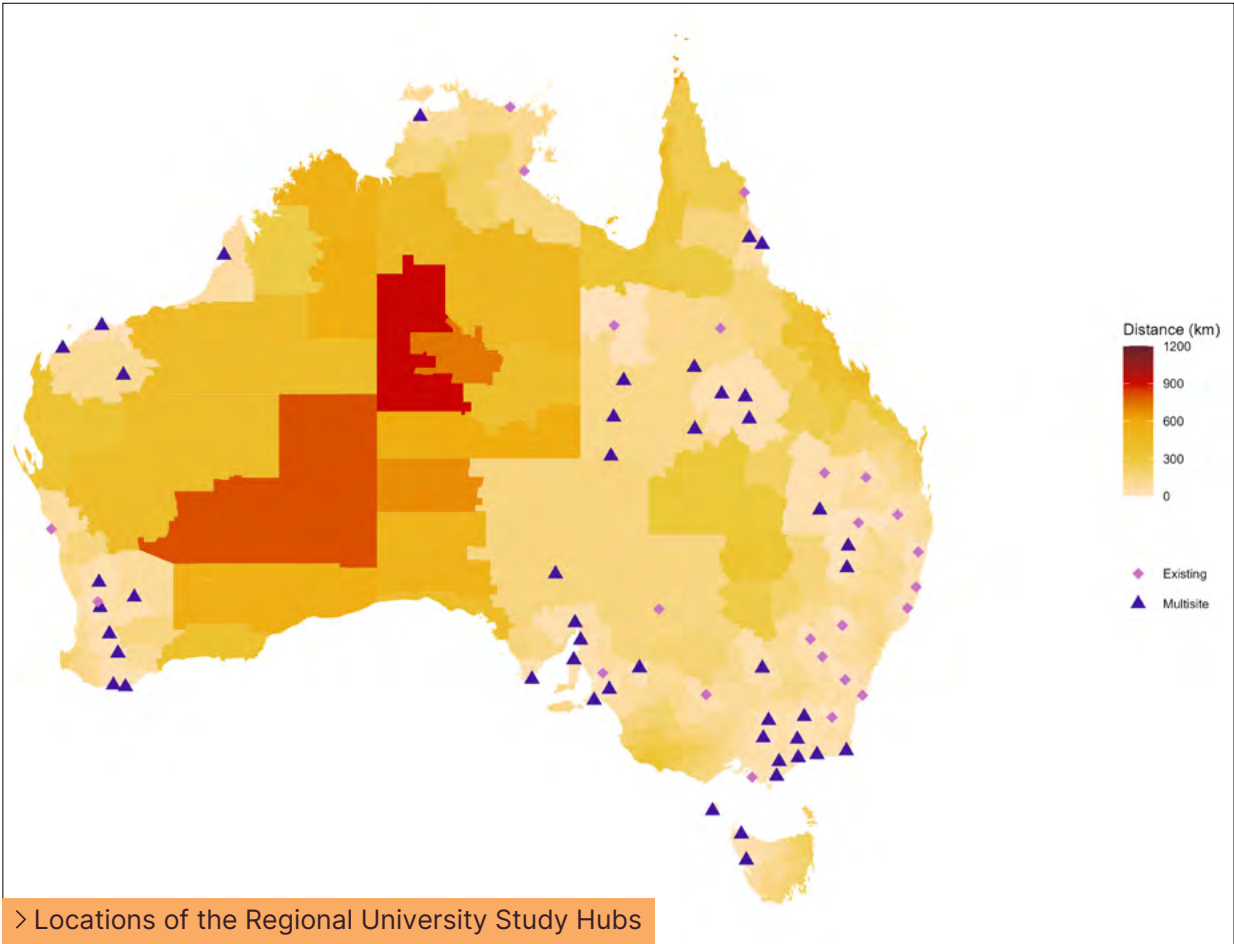 Distance (km)
1200
900
600
300
0
Existing
Multisite
> Locations of the Regional University Study Hubs